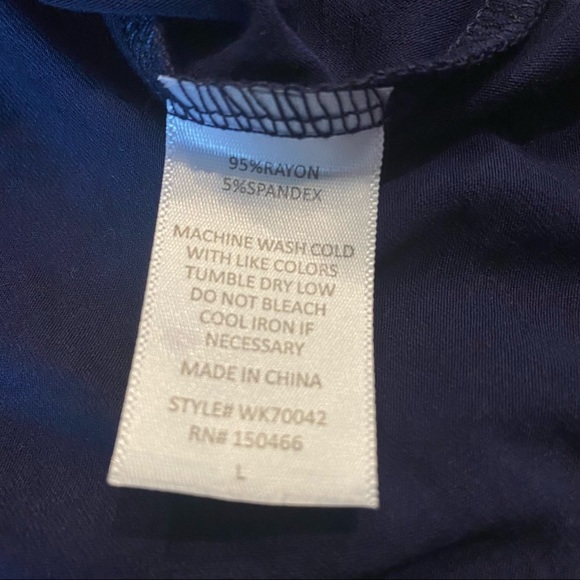 95%RAYON
5%SPANDEX
MACHINE WASH COLD
WITH LIKE COLORS
TUMBLE DRY LOW
DO NOT BLEACH
COOL IRON IF
NECESSARY
MADE IN CHINA
STYLE# WK70042
RN# 150466
L